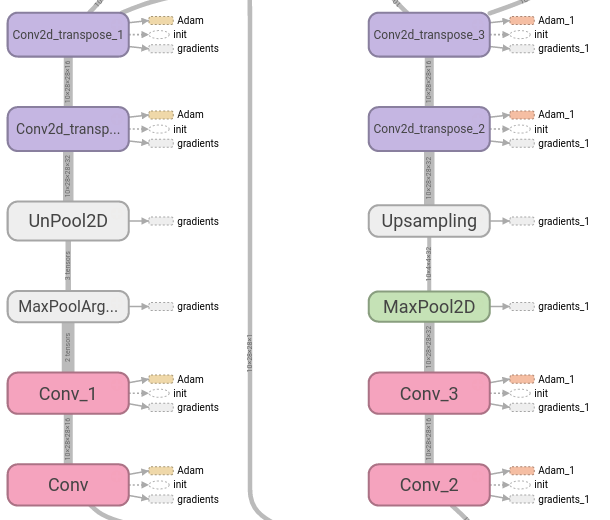 Conv2d_transpose_1
Adam
init
gradients
10×28×28×16
Conv2d_transp...
Adam
init
gradients
10×28×28×32
UnPool2D
gradients
3 tensors
MaxPoolArg...
gradients
2 tensors
Conv_1
Adam
init
gradients
10×28×28×16
Conv
Adam
init
gradients
10×28×28×1
Conv2d_transpose_3
Adam_1
init
gradients_1
10×28×28×16
Conv2d_transpose_2
Adam_1
init
gradients_1
10×28×28×32
Upsampling
gradients_1
10×4×4×32
MaxPool2D
gradients_1
10×28×28×32
Conv_3
Adam_1
init
gradients_1
10×28×28×16
Conv_2
Adam_1
init
gradients_1